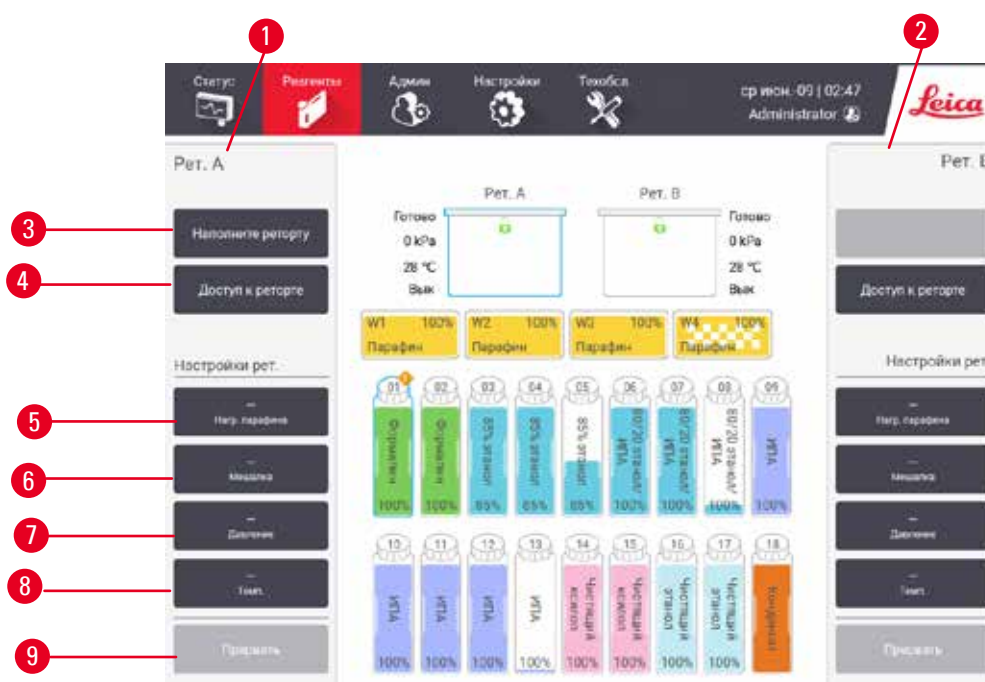 1
2
Статус
Реагенты
Админ
Настройки
Техобсл.
ср июн.-09 | 02:47
Administrator
Leica
Рет. A
Рет. B
Рет. A
Рет. B
3
Наполните реторту
4
Доступ к реторте
Доступ к реторте
Готово
0 kPa
28 °C
Вык
Готово
0 kPa
28 °C
Вык
W1 100%
Парафин
W2 100%
Парафин
W3 100%
Парафин
W4 100%
Парафин
Настройки рет.
Настройки рет
5
--
Нагр. парафина
--
Нагр. парафина
6
--
Мешалка
--
Мешалка
7
--
Давление
--
Давление
8
--
Темп.
--
Темп.
9
Прервать
Прервать
01
Формалин
100%
02
Формалин
100%
03
85% этанол
85%
04
85% этанол
85%
05
85% этанол
85%
06
80/20 этанол/
ИПА
100%
07
80/20 этанол/
ИПА
100%
08
80/20 этанол/
ИПА
100%
09
ИПА
100%
10
ИПА
100%
11
ИПА
100%
12
ИПА
100%
13
ИПА
100%
14
Чистящий
ксилол
100%
15
Чистящий
ксилол
100%
16
Чистящий
этанол
100%
17
Чистящий
этанол
100%
18
Конденсат